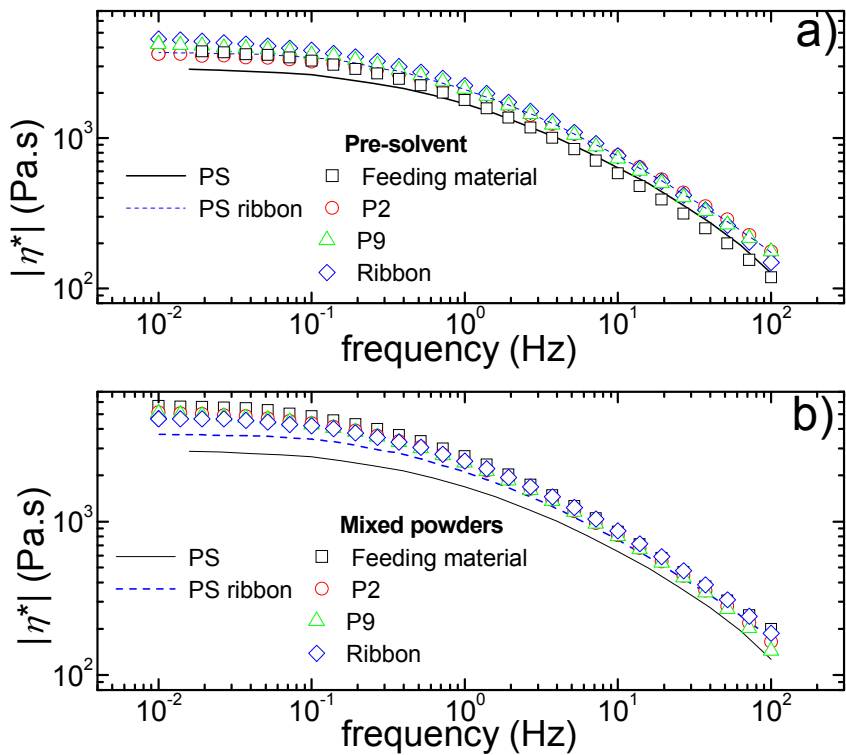 a)
10³
10²
|η*| (Pa.s)
Pre-solvent
PS
Feeding material
PS ribbon
P2
P9
Ribbon
10⁻² 10⁻¹ 10⁰ 10¹ 10²
frequency (Hz)
b)
10³
10²
|η*| (Pa.s)
Mixed powders
PS
Feeding material
PS ribbon
P2
P9
Ribbon
10⁻² 10⁻¹ 10⁰ 10¹ 10²
frequency (Hz)